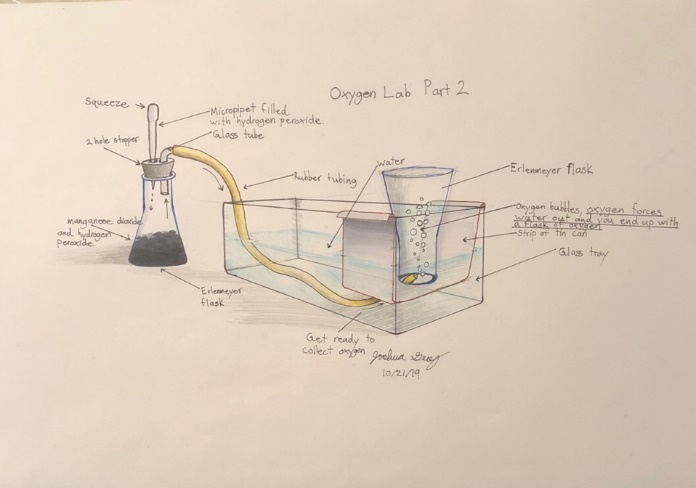 Oxygen Lab Part 2
Squeeze
Micropipet filled
with hydrogen peroxide.
Glass tube
2 hole stopper
Rubber tubing
water
Erlenmeyer flask
Oxygen bubbles, oxygen forces
water out and you end up with
a flask of oxygen
Strip of tin can
Glass tray
manganese dioxide
and hydrogen
peroxide
Erlenmeyer
flask
Get ready to
collect oxygen
Joshua
10/21/19